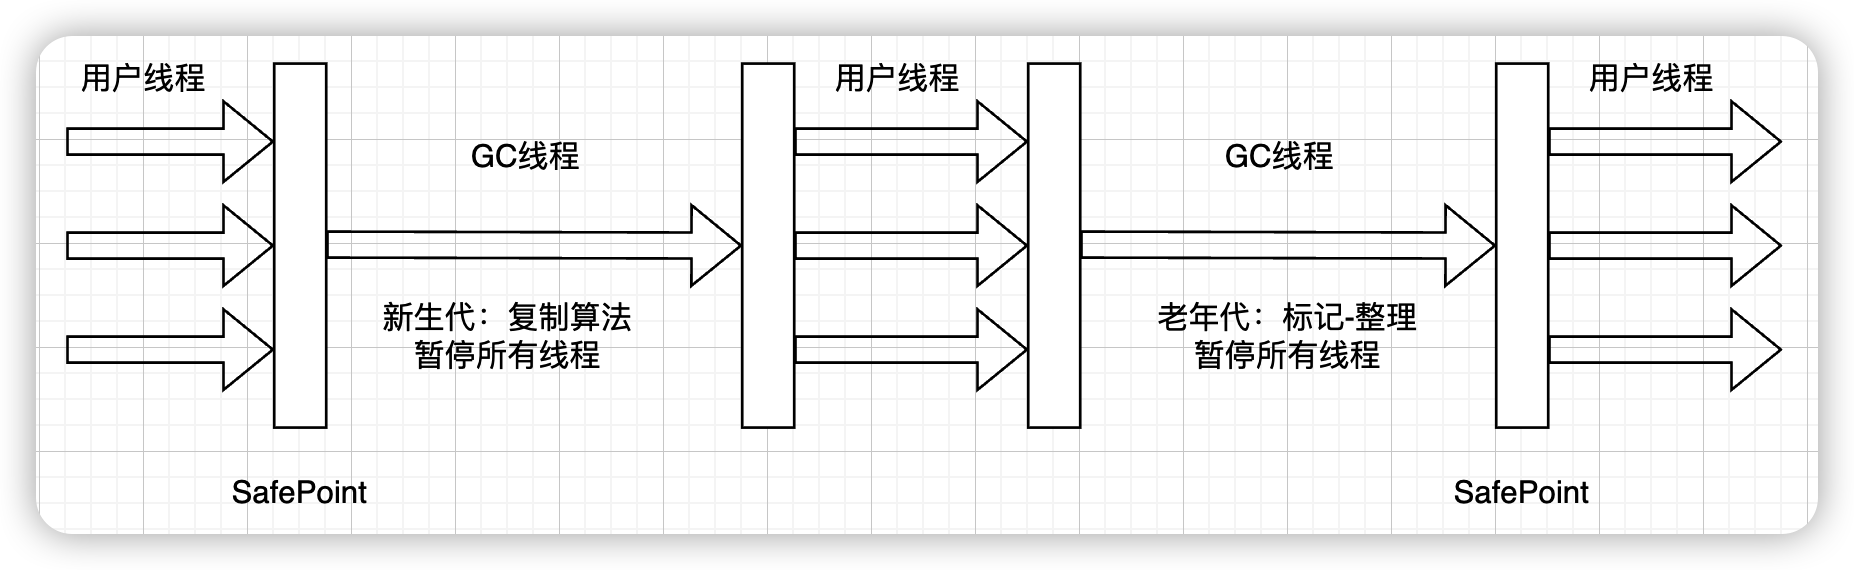 用户线程
用户线程
用户线程
GC线程
GC线程
新生代：复制算法
暂停所有线程
老年代：标记-整理
暂停所有线程
SafePoint
SafePoint